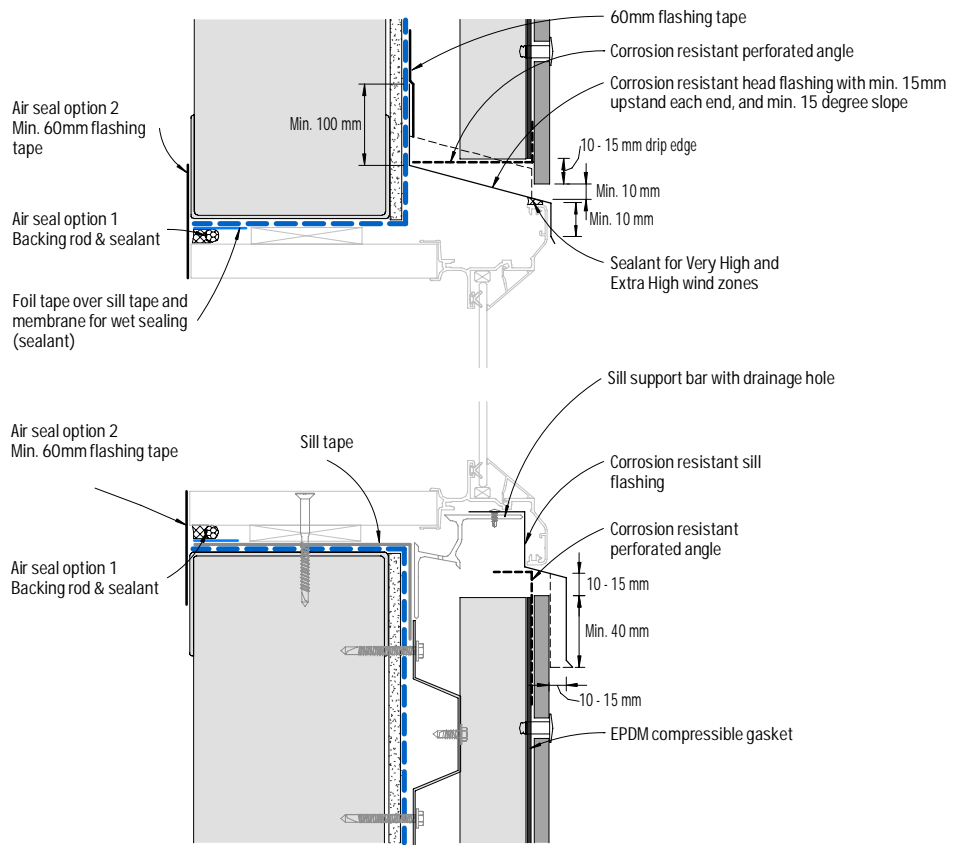 60mm flashing tape
Corrosion resistant perforated angle
Corrosion resistant head flashing with min. 15mm
upstand each end, and min. 15 degree slope
Air seal option 2
Min. 60mm flashing
tape
Min. 100 mm
10 - 15 mm drip edge
Min. 10 mm
Min. 10 mm
Air seal option 1
Backing rod & sealant
Sealant for Very High and
Extra High wind zones
Foil tape over sill tape and
membrane for wet sealing
(sealant)
Sill support bar with drainage hole
Air seal option 2
Min. 60mm flashing tape
Sill tape
Corrosion resistant sill
flashing
Corrosion resistant
perforated angle
Air seal option 1
Backing rod & sealant
10 - 15 mm
Min. 40 mm
10 - 15 mm
EPDM compressible gasket